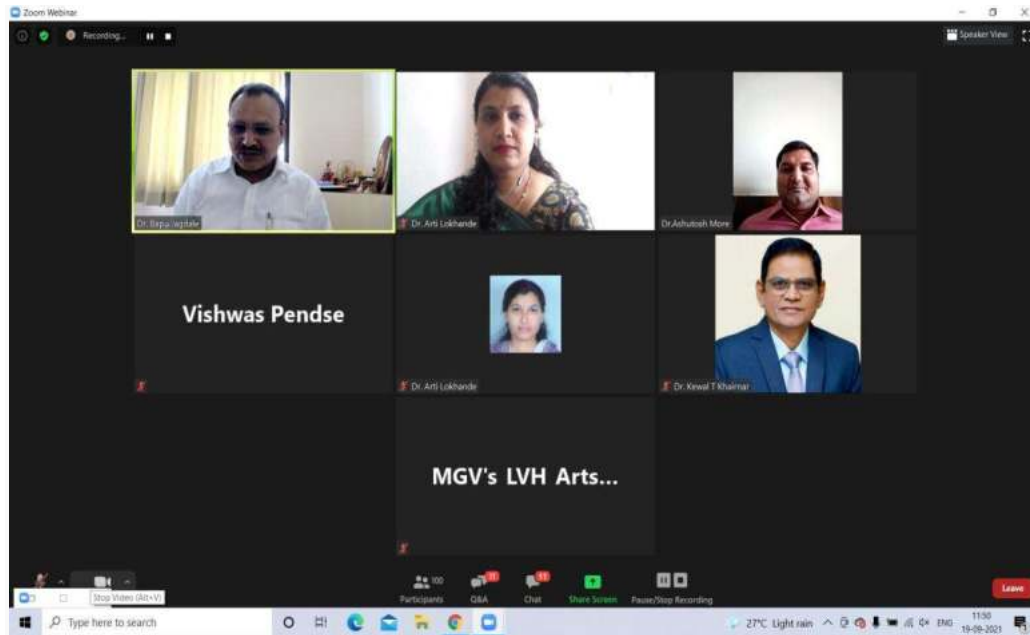 Zoom Webinar
Recording...
Speaker View
Dr. Bapu Jagdale
Dr. Arti Lokhande
Dr.Ashutosh More
Vishwas Pendse
Dr. Arti Lokhande
Dr. Kewal T Khairnar
MGV's LVH Arts...
Stop Video (Alt+V)
100
Participants
Q&A
Chat
Share Screen
Pause/Stop Recording
Leave
Type here to search
27°C Light rain
ENG
11:50
19-09-2021